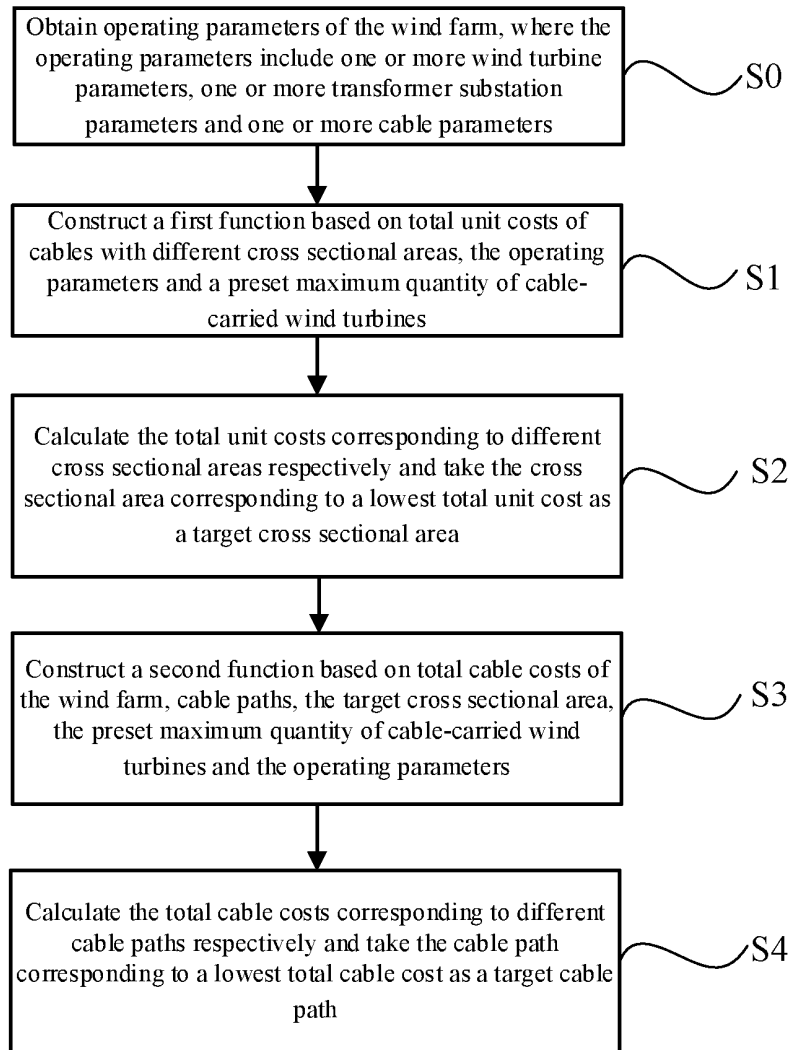 Obtain operating parameters of the wind farm, where the
operating parameters include one or more wind turbine
parameters, one or more transformer substation
parameters and one or more cable parameters
S0
Construct a first function based on total unit costs of
cables with different cross sectional areas, the operating
parameters and a preset maximum quantity of cable-
carried wind turbines
S1
Calculate the total unit costs corresponding to different
cross sectional areas respectively and take the cross
sectional area corresponding to a lowest total unit cost as
a target cross sectional area
S2
Construct a second function based on total cable costs of
the wind farm, cable paths, the target cross sectional area,
the preset maximum quantity of cable-carried wind
turbines and the operating parameters
S3
Calculate the total cable costs corresponding to different
cable paths respectively and take the cable path
corresponding to a lowest total cable cost as a target cable
path
S4